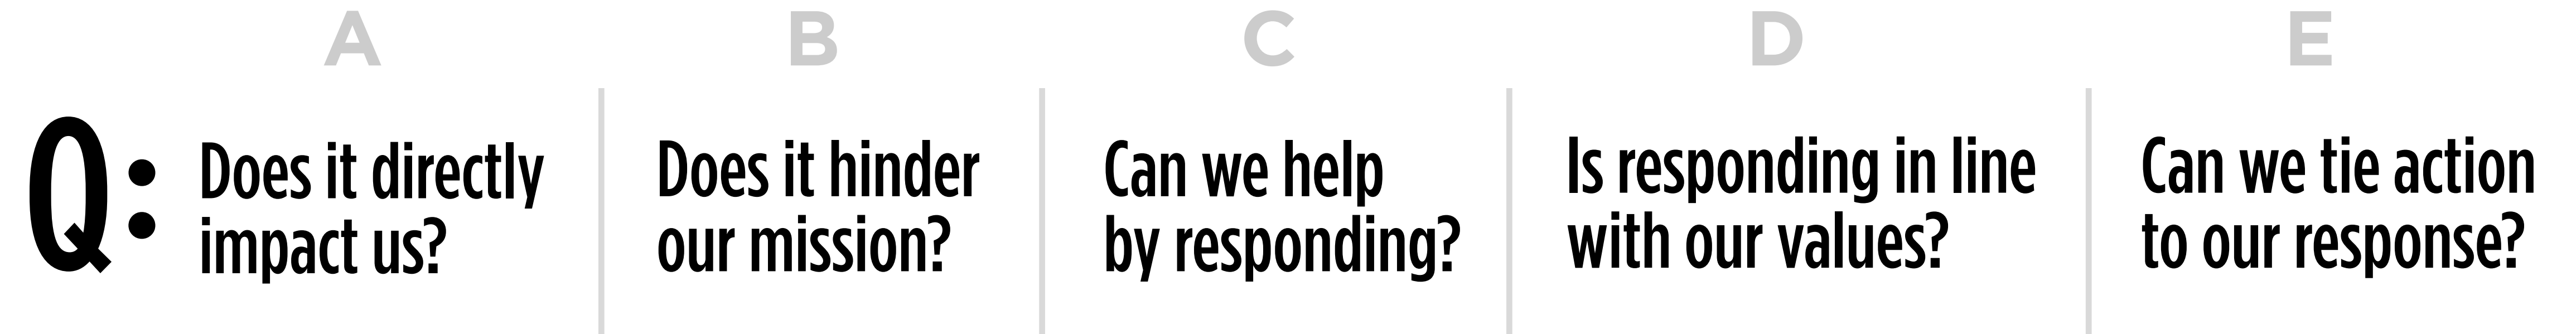 A
B
C
D
E
Q:
Does it directly
impact us?
Does it hinder
our mission?
Can we help
by responding?
Is responding in line
with our values?
Can we tie action
to our response?